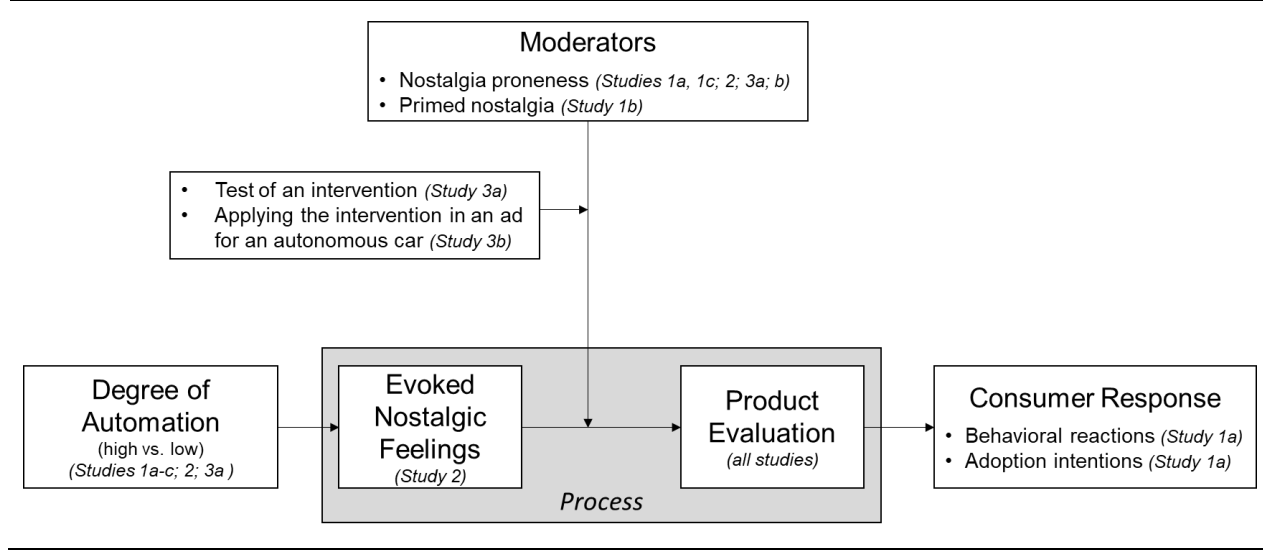 Moderators
• Nostalgia proneness (Studies 1a, 1c; 2; 3a; b)
• Primed nostalgia (Study 1b)
• Test of an intervention (Study 3a)
• Applying the intervention in an ad
for an autonomous car (Study 3b)
Degree of
Automation
(high vs. low)
(Studies 1a-c; 2; 3a )
Evoked
Nostalgic
Feelings
(Study 2)
Product
Evaluation
(all studies)
Process
Consumer Response
• Behavioral reactions (Study 1a)
• Adoption intentions (Study 1a)